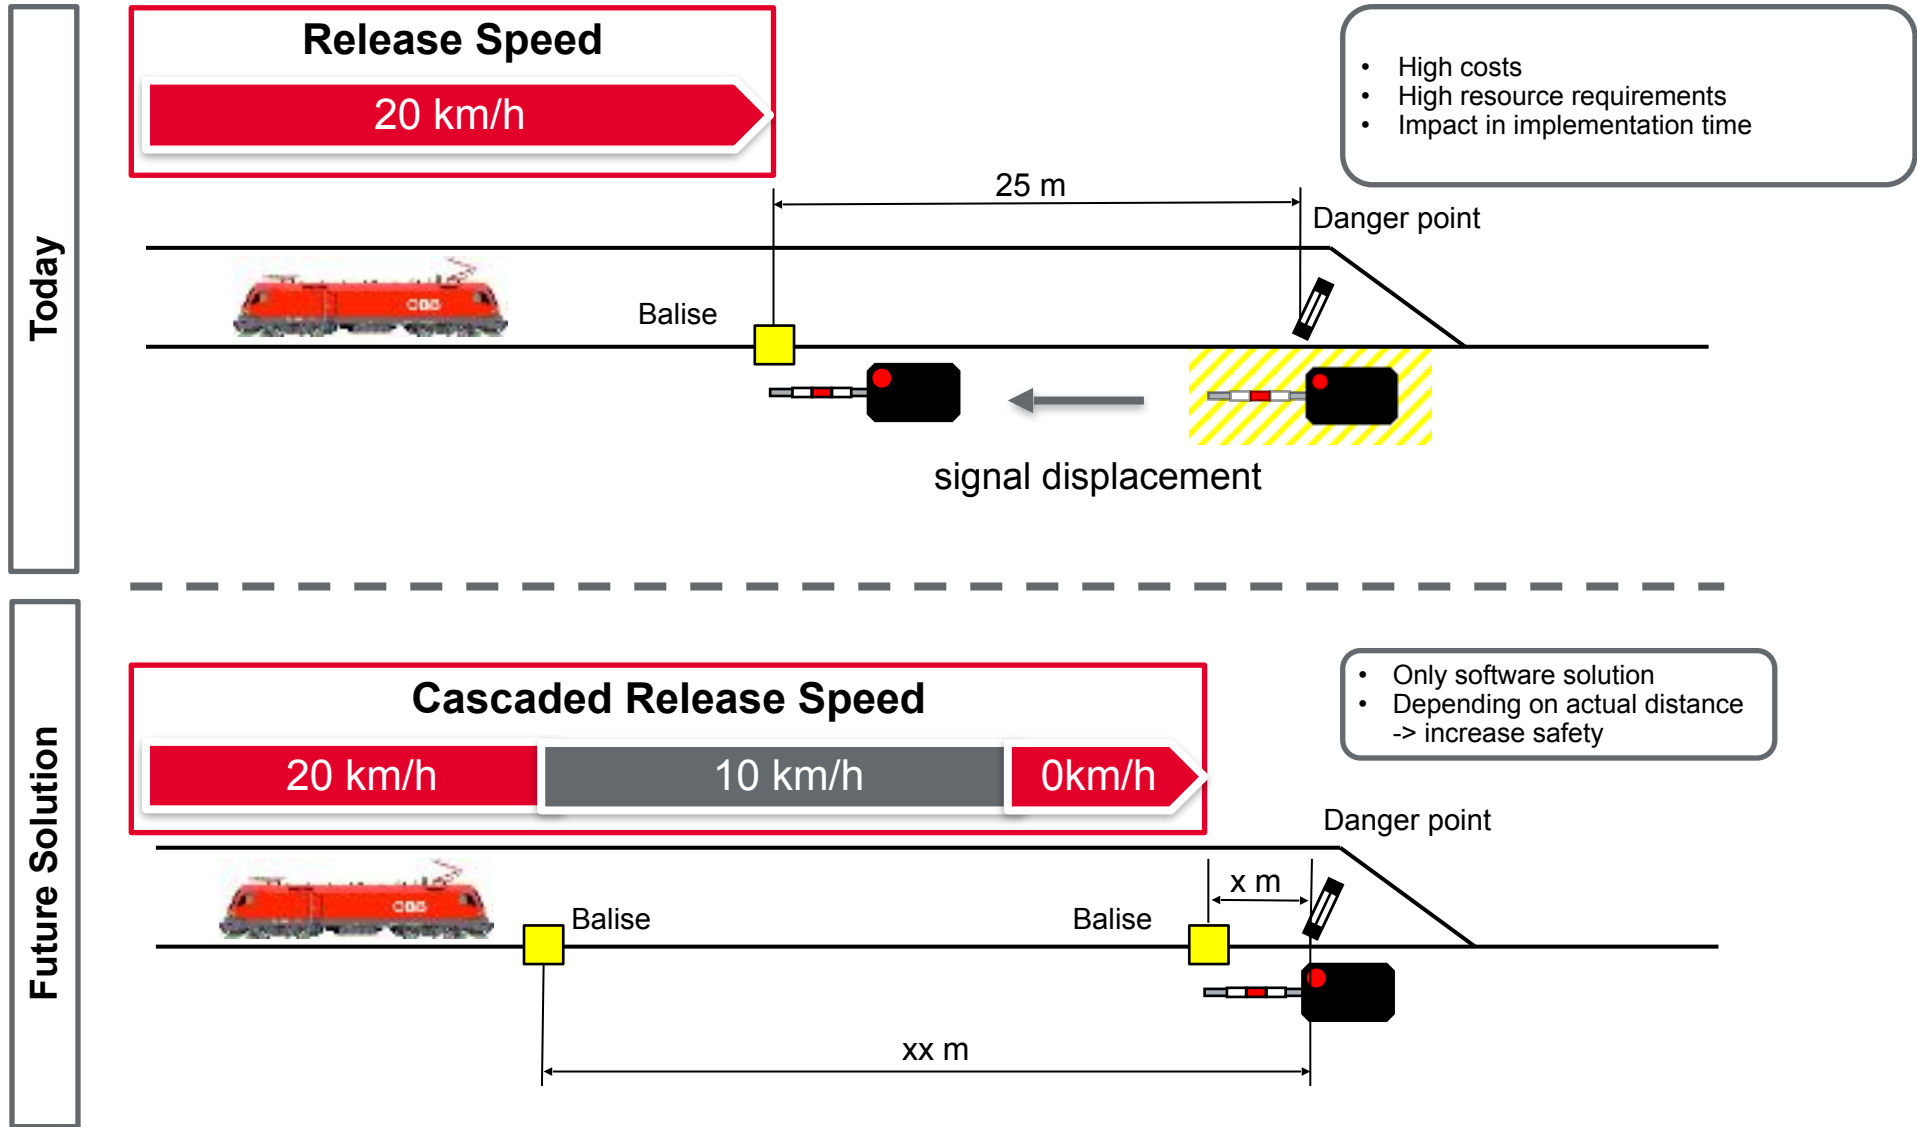 Today
Release Speed
20 km/h
• High costs
• High resource requirements
• Impact in implementation time
25 m
Danger point
Balise
ÖBB
signal displacement
Future Solution
Cascaded Release Speed
20 km/h
10 km/h
0km/h
• Only software solution
• Depending on actual distance
-> increase safety
Danger point
x m
Balise
Balise
xx m